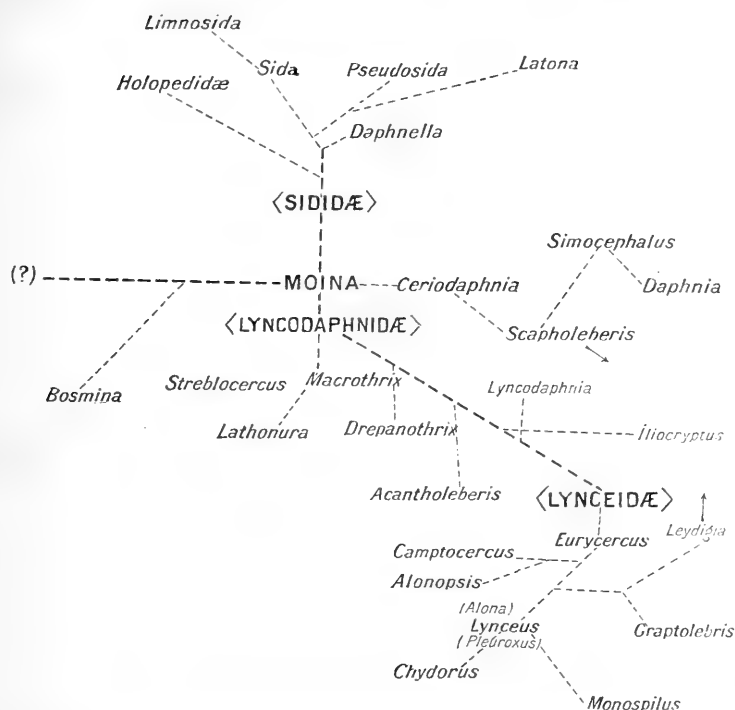 Limnosida
Sida
Pseudosida
Latona
Holopedidæ
Daphnella
〈SIDIDÆ〉
Simocephalus
(?)
MOINA
Ceriodaphnia
Daphnia
〈LYNCODAPHNIDÆ〉
Scapholeberis
Bosmina
Streblocercus
Macrothrix
Lyncodaphnia
Lathonura
Drepanothrix
Iliocryptus
Acantholeberis
〈LYNCEIDÆ〉
Leydigia
Eurycercus
Camptocercus
Alonopsis
(Alona)
Lynceus
(Pleuroxus)
Graptolebris
Chydorus
Monospilus